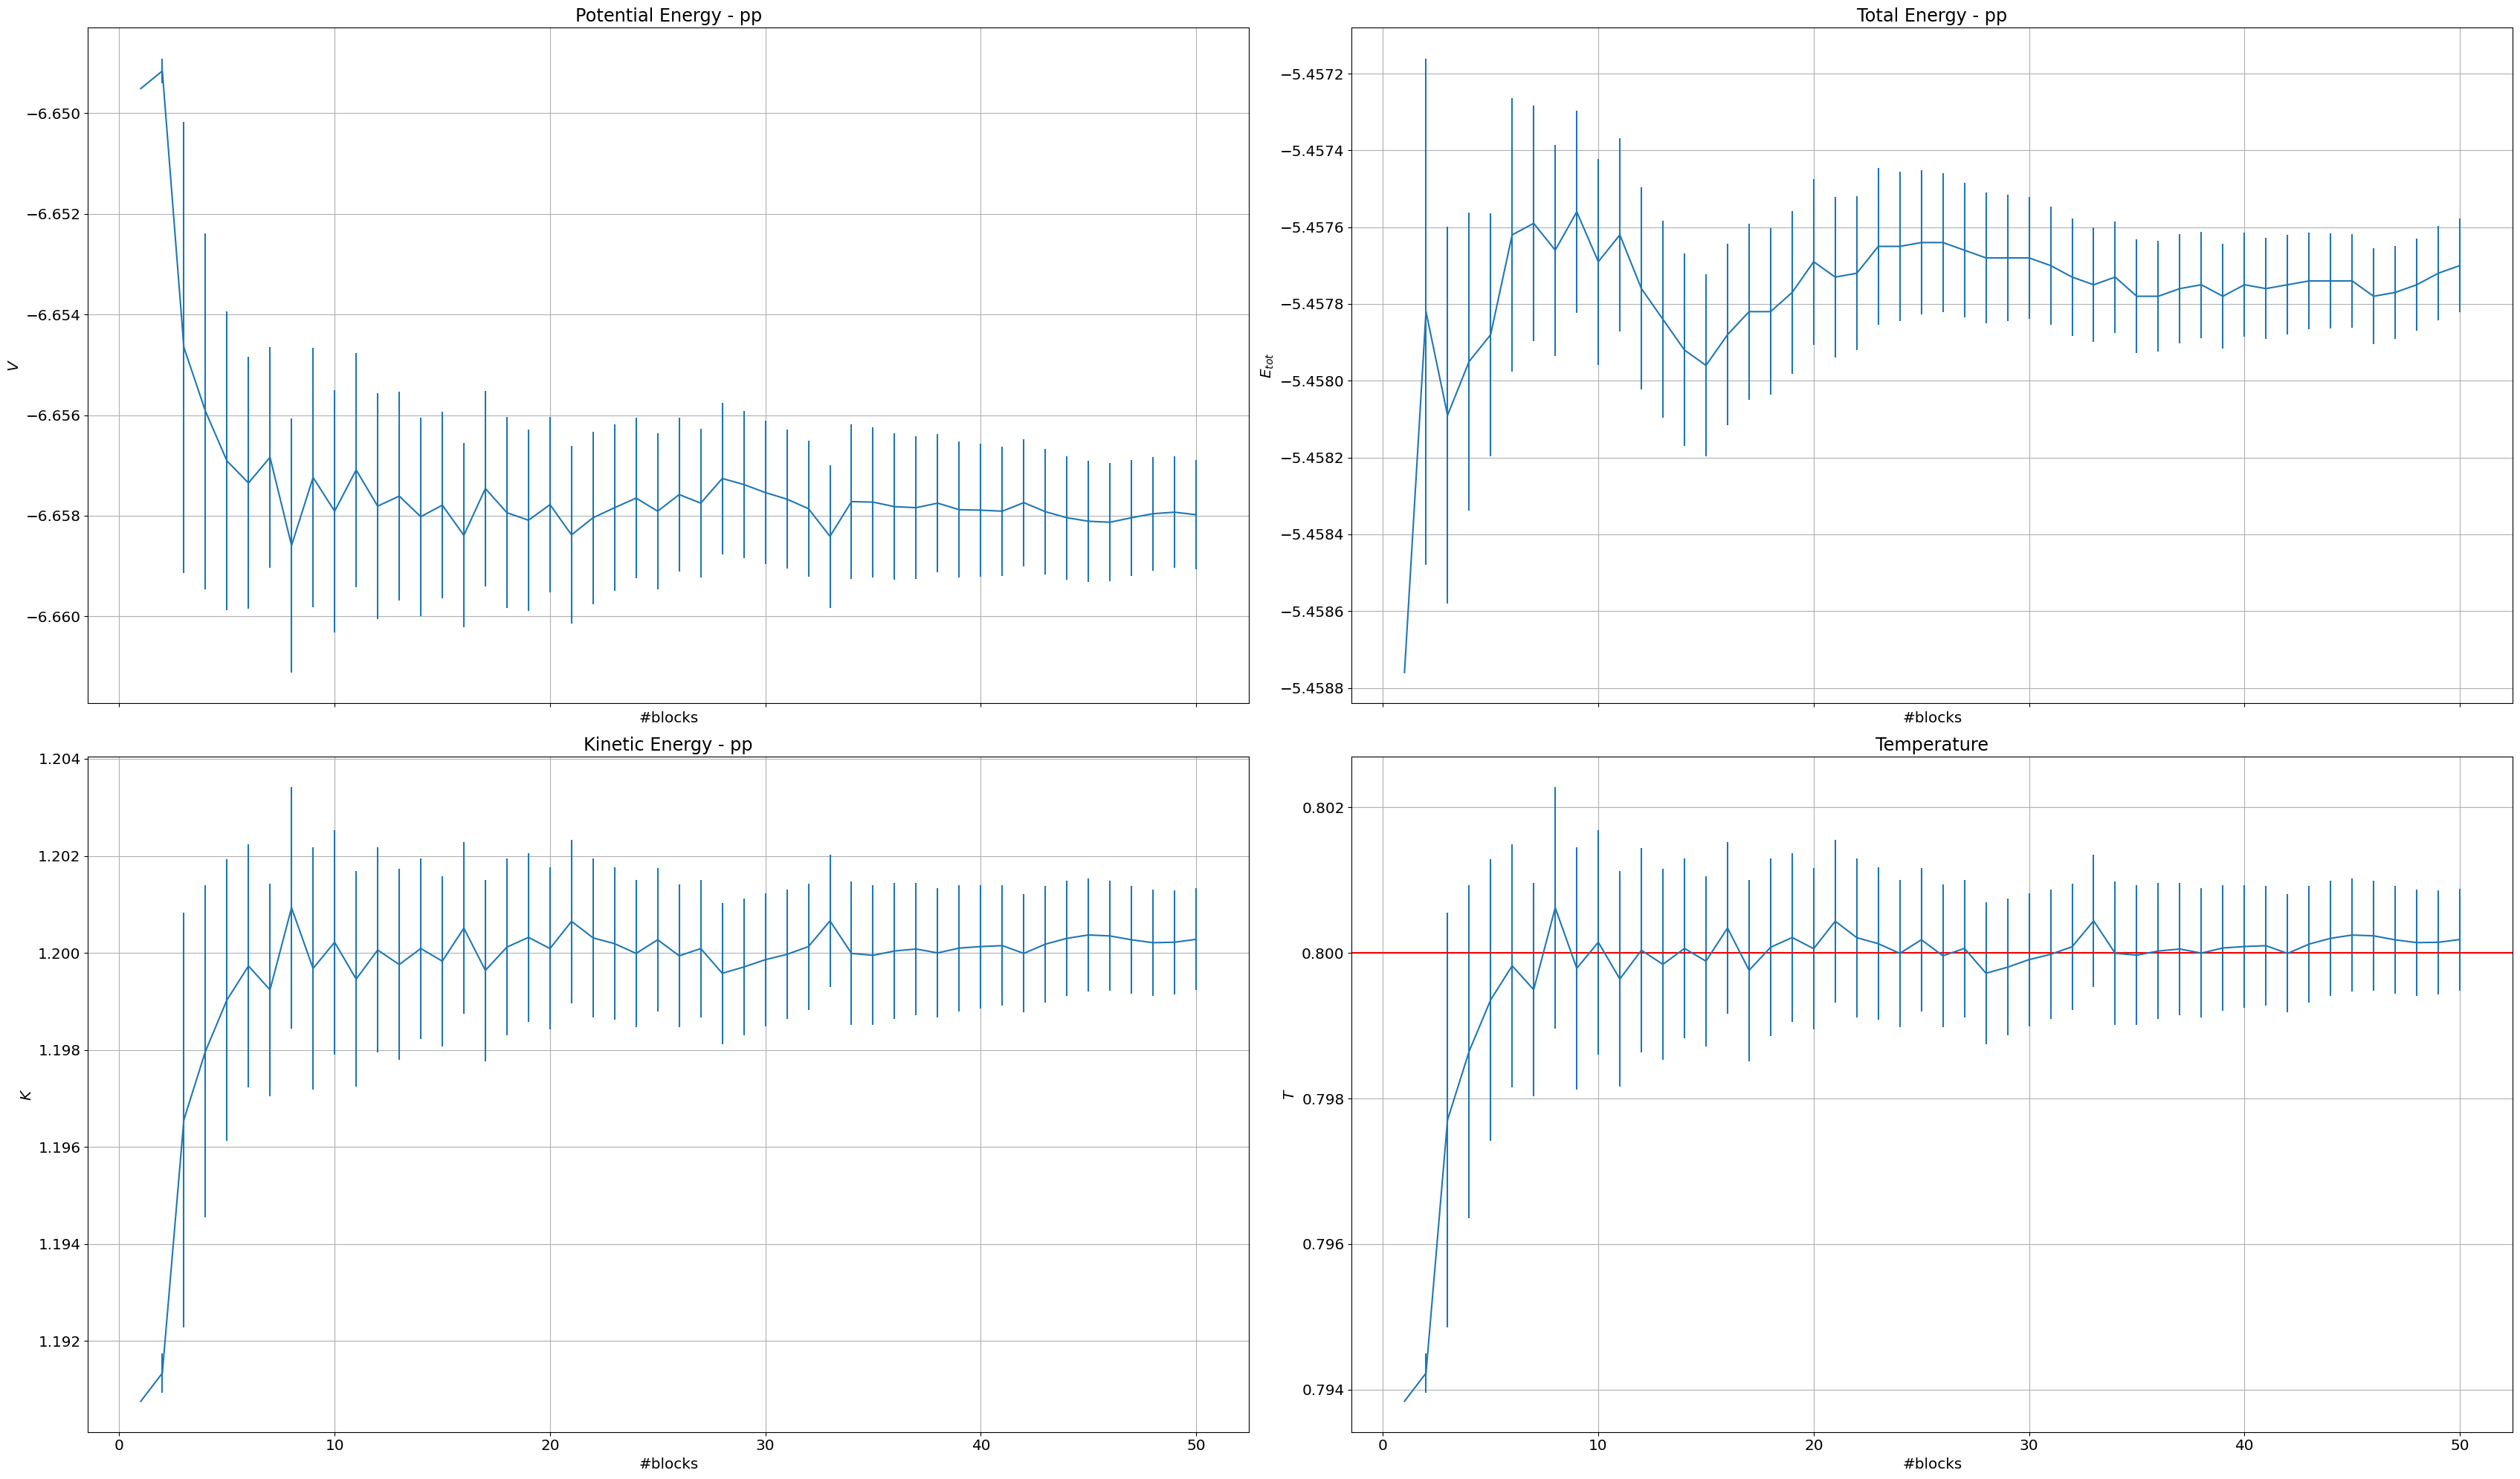 Potential Energy - pp
−6.650
−6.652
−6.654
−6.656
−6.658
−6.660
V
#blocks
Total Energy - pp
−5.4572
−5.4574
−5.4576
−5.4578
−5.4580
−5.4582
−5.4584
−5.4586
−5.4588
E_tot
#blocks
Kinetic Energy - pp
1.204
1.202
1.200
1.198
1.196
1.194
1.192
K
0 10 20 30 40 50
#blocks
Temperature
0.802
0.800
0.798
0.796
0.794
T
0 10 20 30 40 50
#blocks